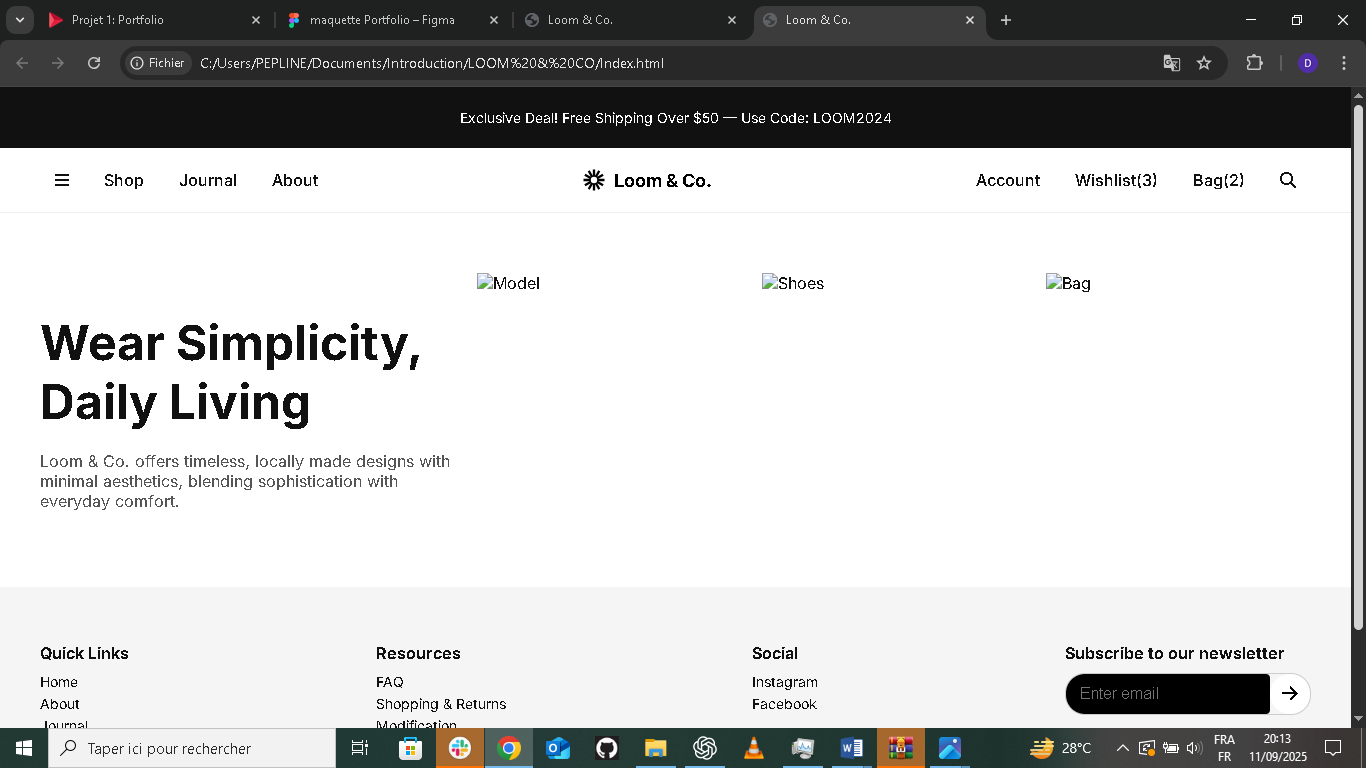 Projet 1: Portfolio
maquette Portfolio – Figma
Loom & Co.
Loom & Co.
Fichier
C:/Users/PEPLINE/Documents/Introduction/LOOM%20&%20CO/Index.html
D
Exclusive Deal! Free Shipping Over $50 — Use Code: LOOM2024
Shop
Journal
About
Loom & Co.
Account
Wishlist(3)
Bag(2)
Model
Shoes
Bag
Wear Simplicity,
Daily Living
Loom & Co. offers timeless, locally made designs with
minimal aesthetics, blending sophistication with
everyday comfort.
Quick Links
Home
About
Journal
Resources
FAQ
Shopping & Returns
Modification
Social
Instagram
Facebook
Subscribe to our newsletter
Enter email
Taper ici pour rechercher
28°C
FRA
FR
20:13
11/09/2025